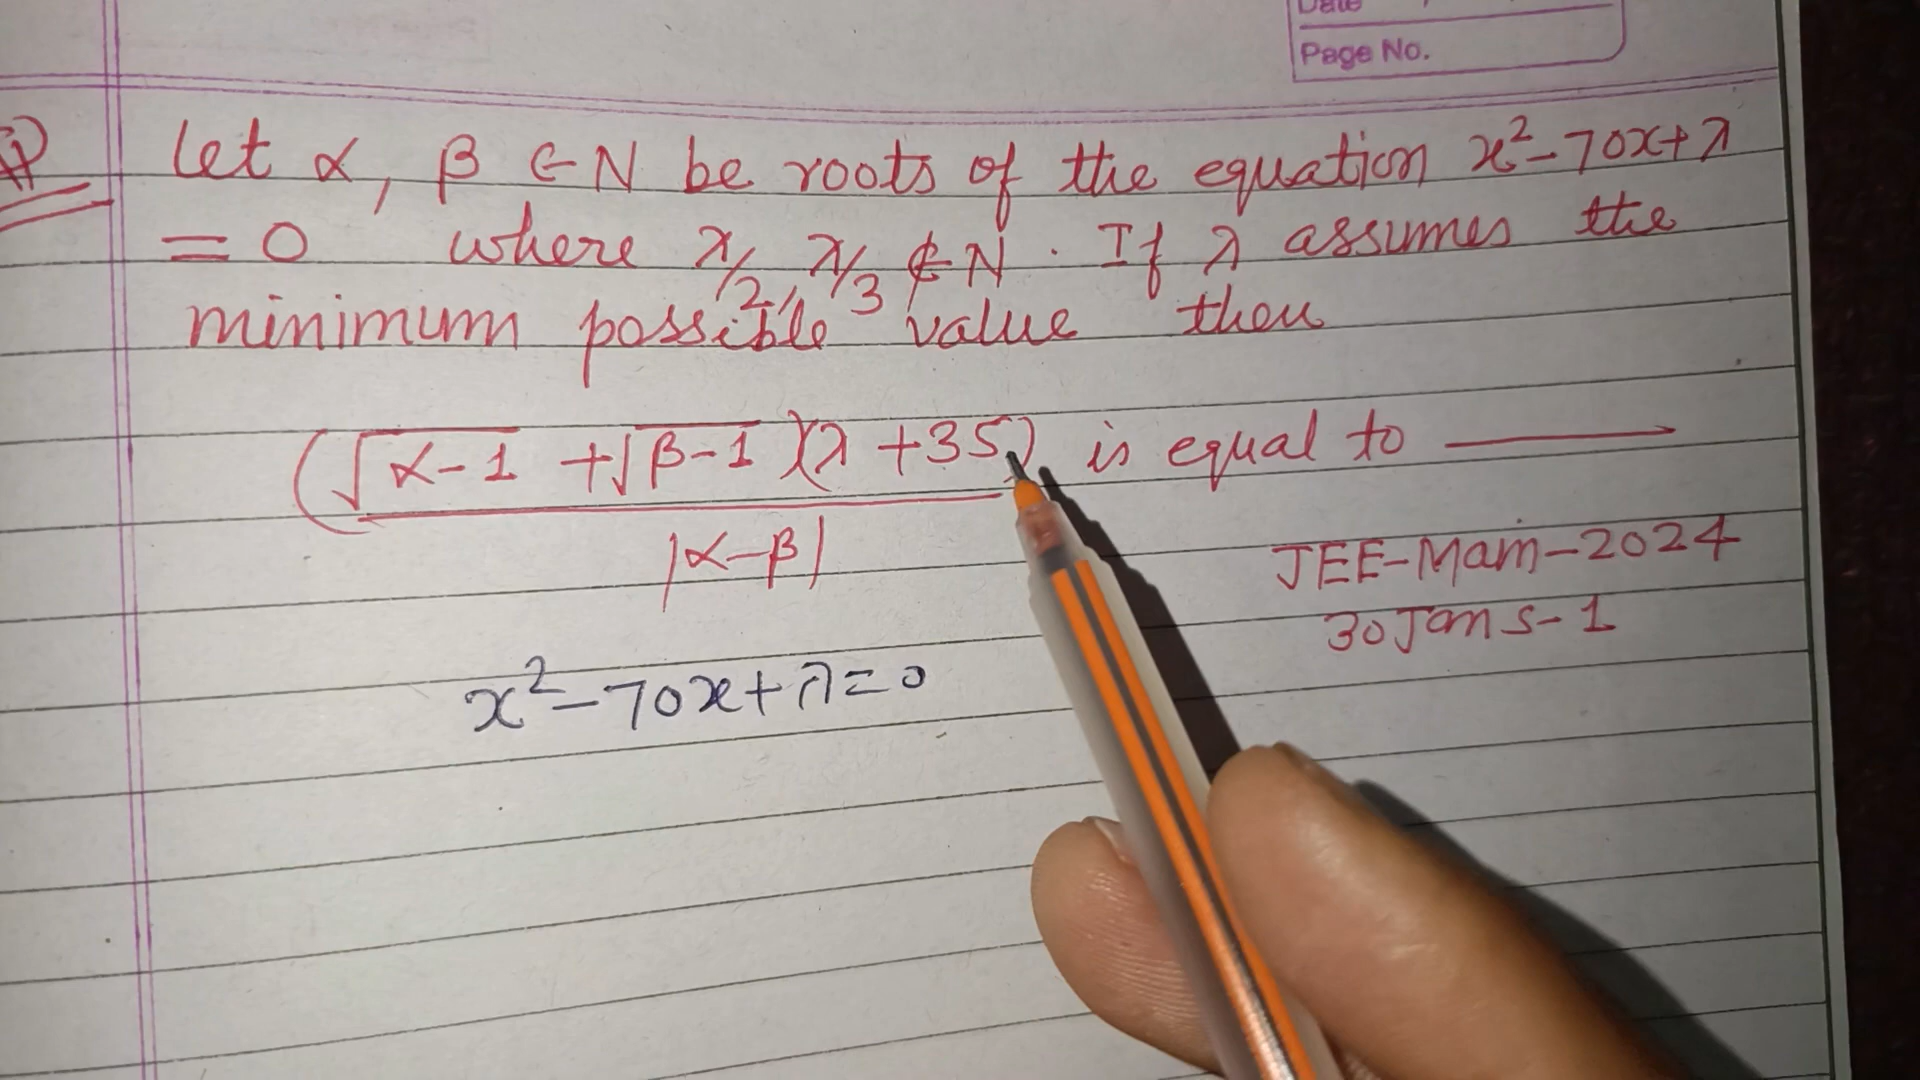 Date
Page No.
Let α, β ∈ N be roots of the equation x² - 70x + λ
= 0 where λ/2, λ/3 ∉ N. If λ assumes the
minimum possible value then
(√α-1 + √β-1)(λ + 35) is equal to ———
|α-β|
JEE-Main-2024
30 Jan S-1
x² - 70x + λ = 0